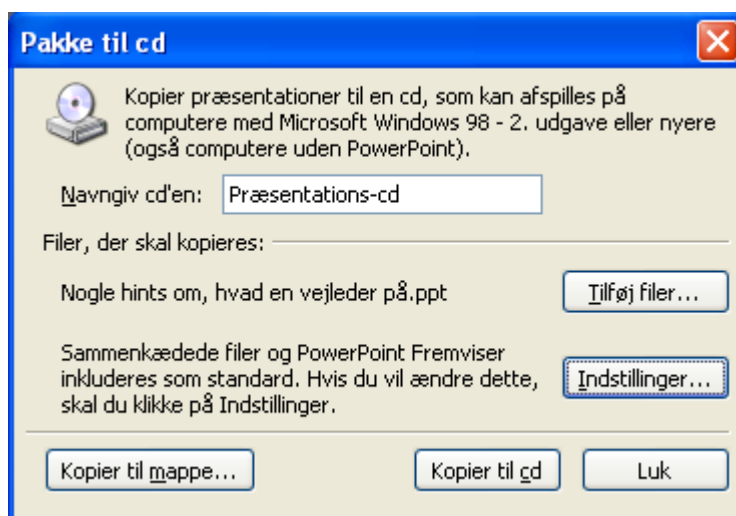 Pakke til cd
Kopier præsentationer til en cd, som kan afspilles på
computere med Microsoft Windows 98 - 2. udgave eller nyere
(også computere uden PowerPoint).
Navngiv cd'en: Præsentations-cd
Filer, der skal kopieres:
Nogle hints om, hvad en vejleder på.ppt Tilføj filer...
Sammenkædede filer og PowerPoint Fremviser
inkluderes som standard. Hvis du vil ændre dette,
skal du klikke på Indstillinger.
Indstillinger...
Kopier til mappe... Kopier til cd Luk